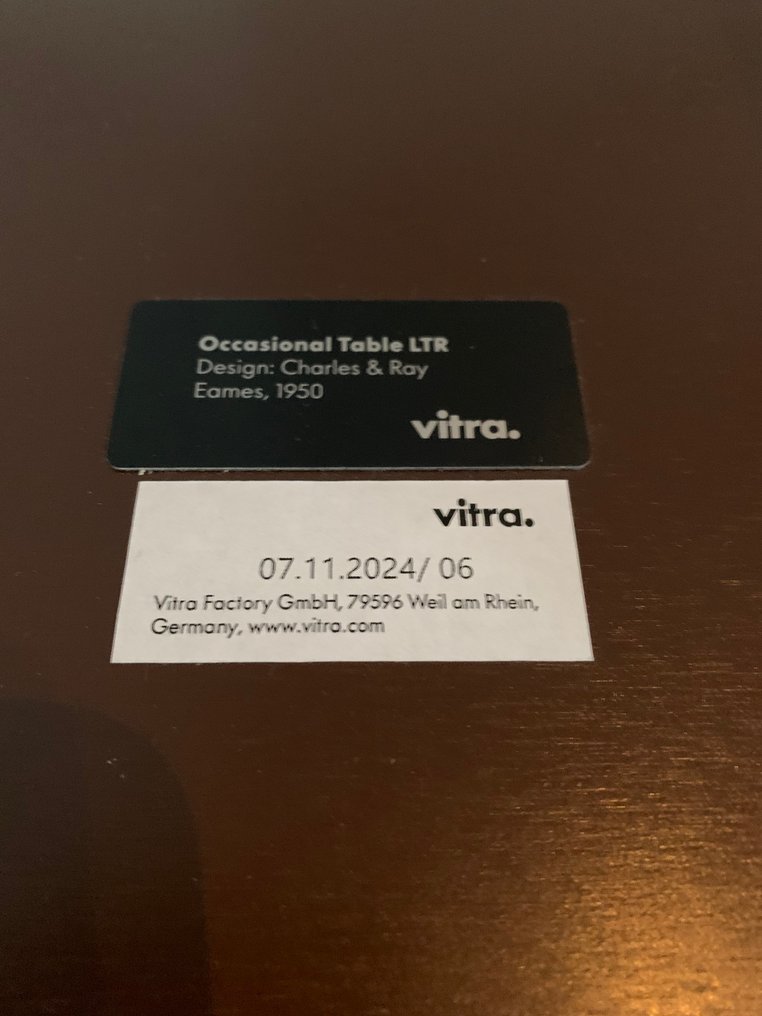 Occasional Table LTR
Design: Charles & Ray
Eames, 1950
vitra.
vitra.
07.11.2024/ 06
Vitra Factory GmbH, 79596 Weil am Rhein,
Germany, www.vitra.com